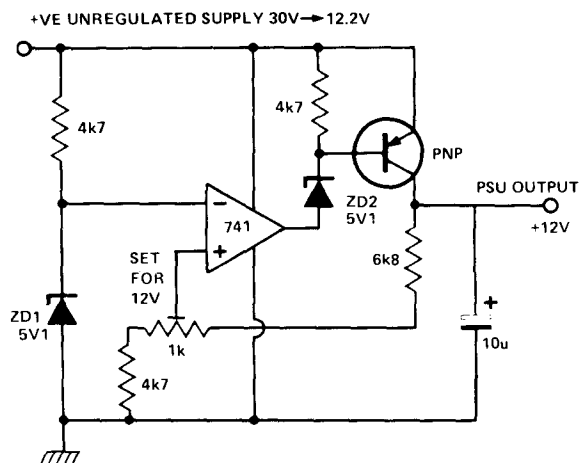 +VE UNREGULATED SUPPLY 30V→12.2V
4k7
4k7
PNP
ZD2
5V1
PSU OUTPUT
+12V
−
741
+
SET
FOR
12V
6k8
ZD1
5V1
1k
+
10u
4k7